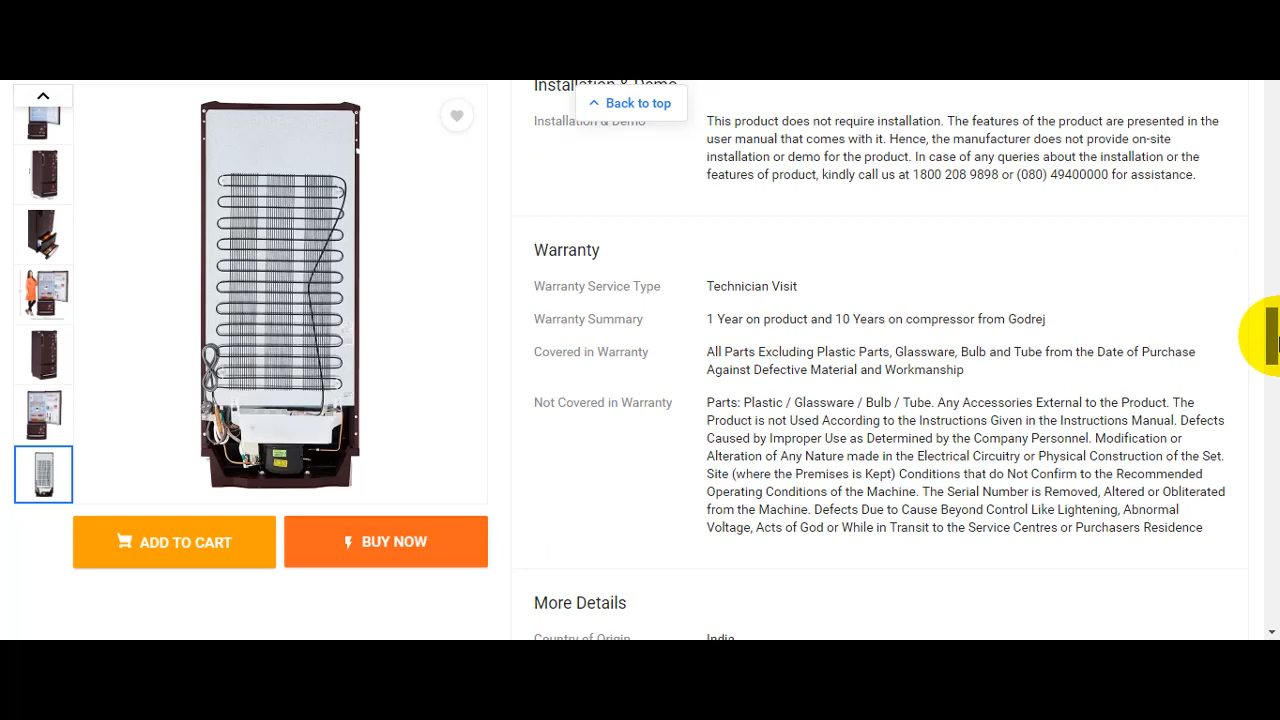 Installation & Demo
Back to top
Installation & Demo
This product does not require installation. The features of the product are presented in the
user manual that comes with it. Hence, the manufacturer does not provide on-site
installation or demo for the product. In case of any queries about the installation or the
features of product, kindly call us at 1800 208 9898 or (080) 49400000 for assistance.
Warranty
Warranty Service Type
Technician Visit
Warranty Summary
1 Year on product and 10 Years on compressor from Godrej
Covered in Warranty
All Parts Excluding Plastic Parts, Glassware, Bulb and Tube from the Date of Purchase
Against Defective Material and Workmanship
Not Covered in Warranty
Parts: Plastic / Glassware / Bulb / Tube. Any Accessories External to the Product. The
Product is not Used According to the Instructions Given in the Instructions Manual. Defects
Caused by Improper Use as Determined by the Company Personnel. Modification or
Alteration of Any Nature made in the Electrical Circuitry or Physical Construction of the Set.
Site (where the Premises is Kept) Conditions that do Not Confirm to the Recommended
Operating Conditions of the Machine. The Serial Number is Removed, Altered or Obliterated
from the Machine. Defects Due to Cause Beyond Control Like Lightening, Abnormal
Voltage, Acts of God or While in Transit to the Service Centres or Purchasers Residence
ADD TO CART
BUY NOW
More Details
Country of Origin
India